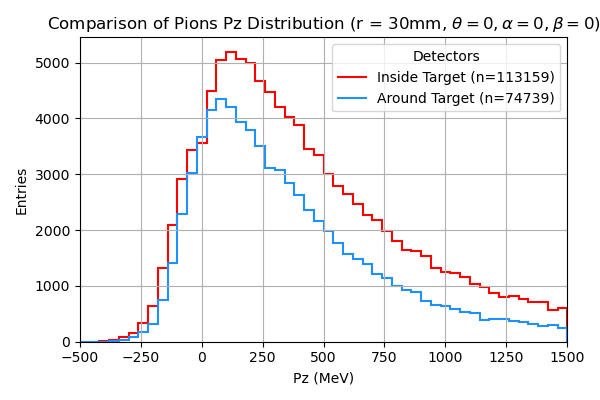 Comparison of Pions Pz Distribution (r = 30mm, θ = 0, α = 0, β = 0)
Detectors
Inside Target (n=113159)
Around Target (n=74739)
Entries
5000
4000
3000
2000
1000
0
−500 −250 0 250 500 750 1000 1250 1500
Pz (MeV)